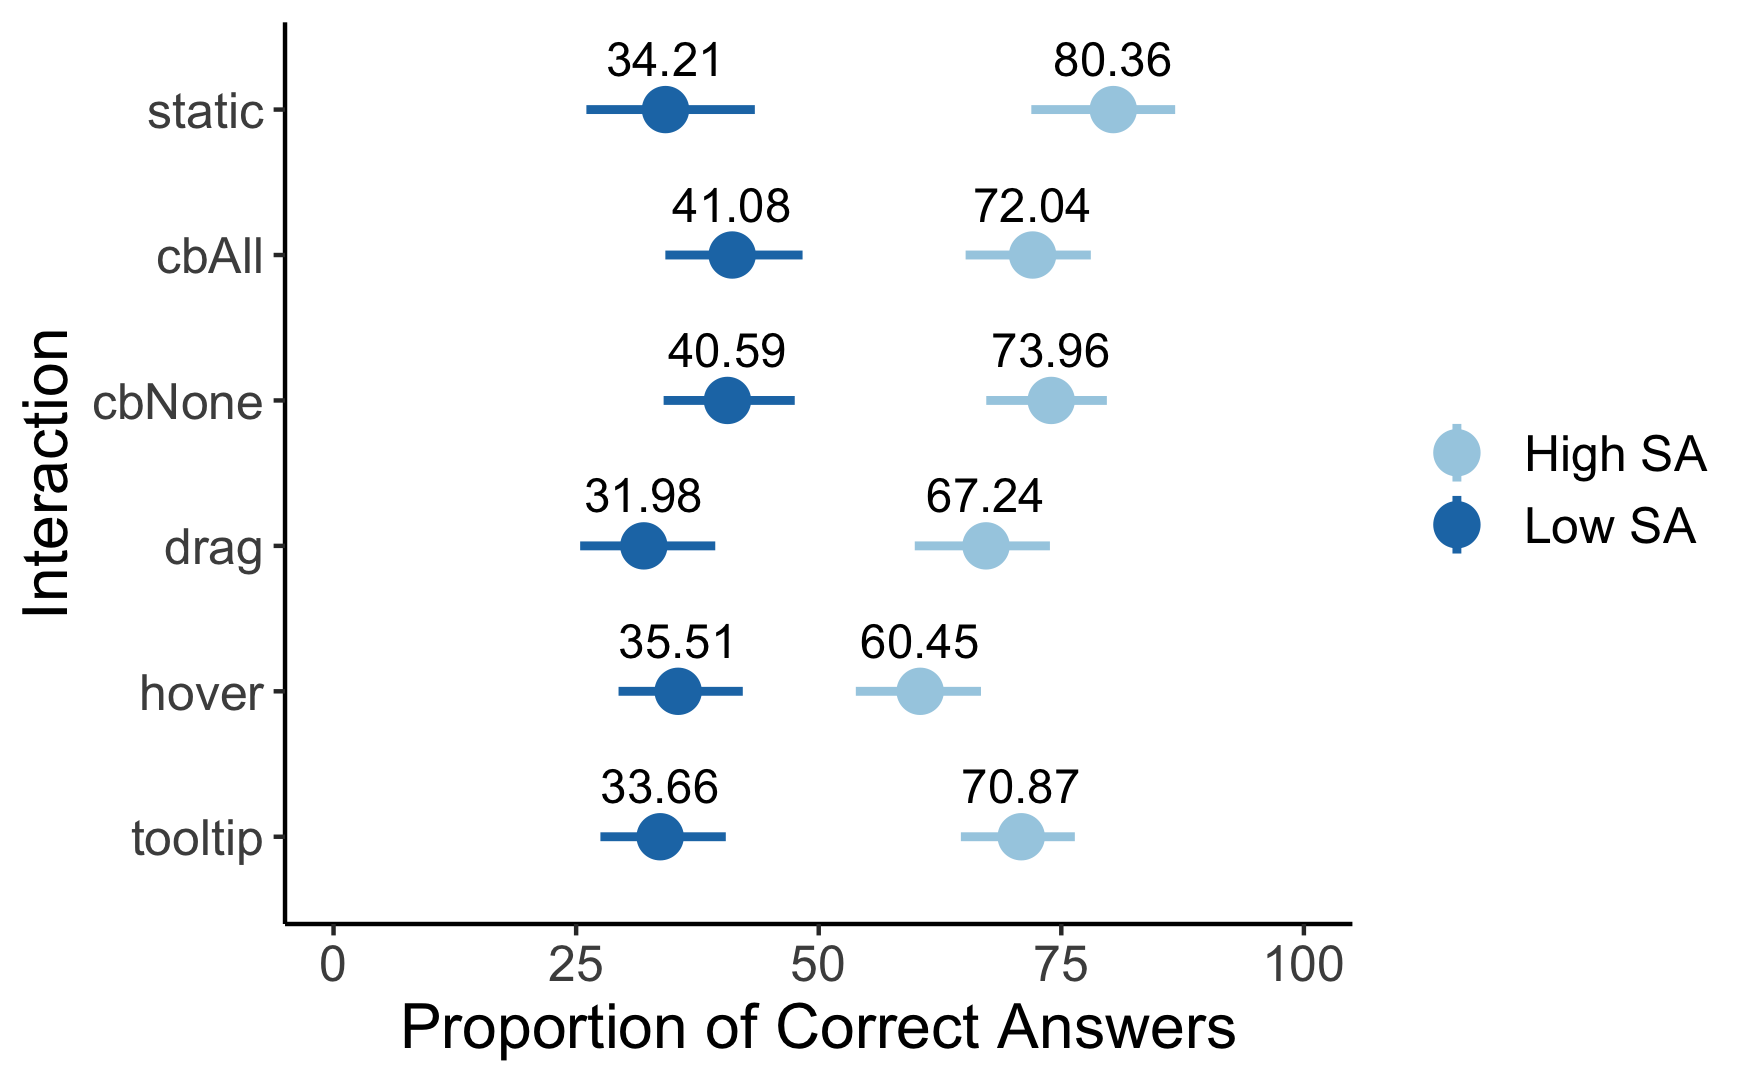 34.21 80.36
static
41.08 72.04
cbAll
40.59 73.96
cbNone
31.98 67.24
drag
35.51 60.45
hover
33.66 70.87
tooltip
Interaction
0 25 50 75 100
Proportion of Correct Answers
High SA
Low SA